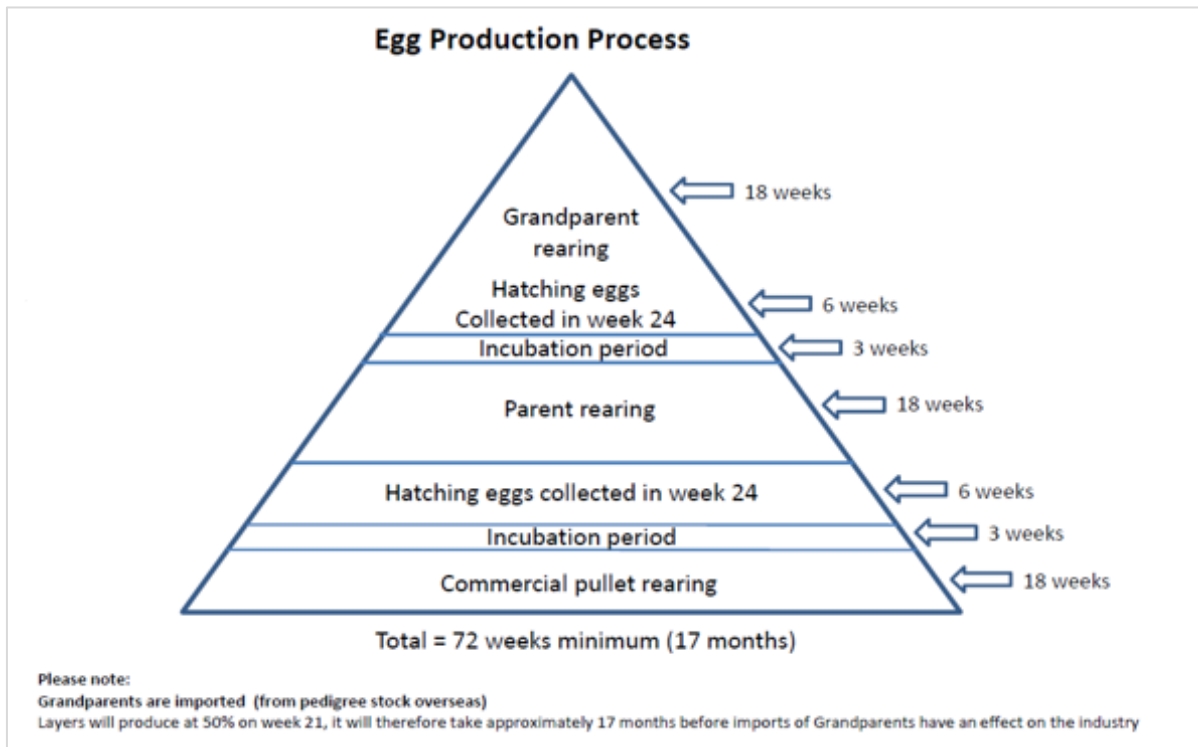 Egg Production Process
18 weeks
Grandparent
rearing
Hatching eggs
Collected in week 24
6 weeks
Incubation period
3 weeks
Parent rearing
18 weeks
Hatching eggs collected in week 24
6 weeks
Incubation period
3 weeks
Commercial pullet rearing
18 weeks
Total = 72 weeks minimum (17 months)
Please note:
Grandparents are imported (from pedigree stock overseas)
Layers will produce at 50% on week 21, it will therefore take approximately 17 months before imports of Grandparents have an effect on the industry